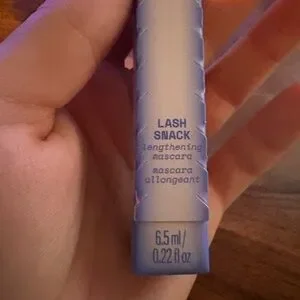 LASH
SNACK
lengthening
mascara
mascara
allongeant
6.5 ml/
0.22 fl oz